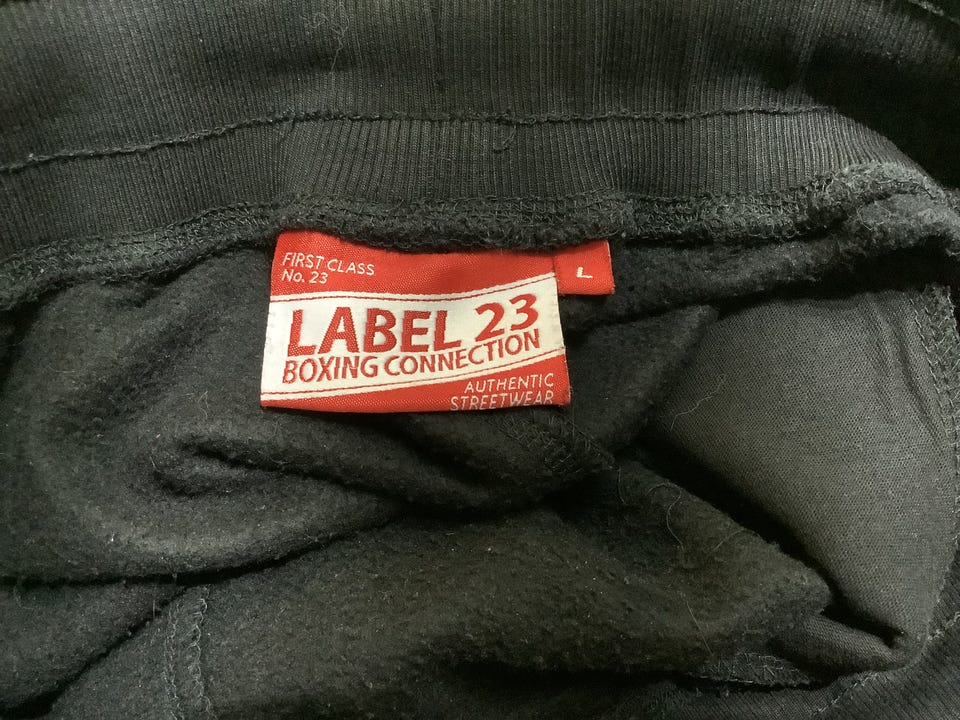 FIRST CLASS
No. 23
L
LABEL 23
BOXING CONNECTION
AUTHENTIC
STREETWEAR